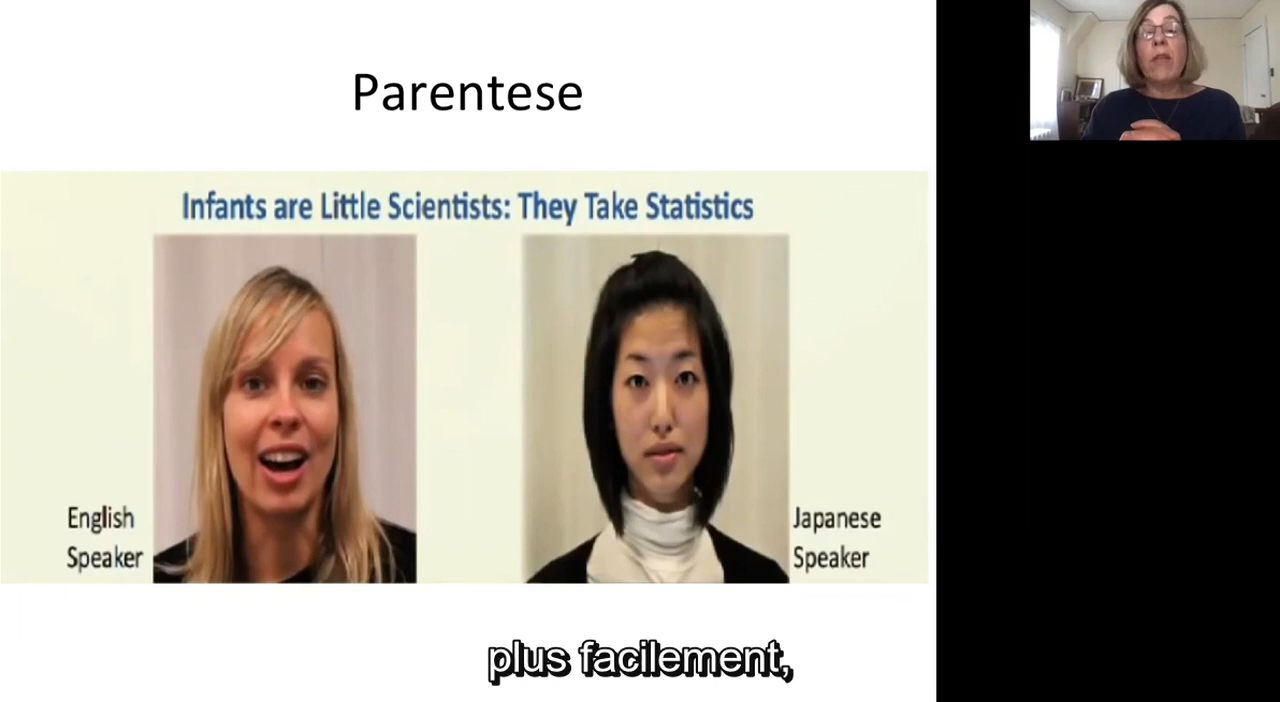 Parentese
Infants are Little Scientists: They Take Statistics
English
Speaker
Japanese
Speaker
plus facilement,